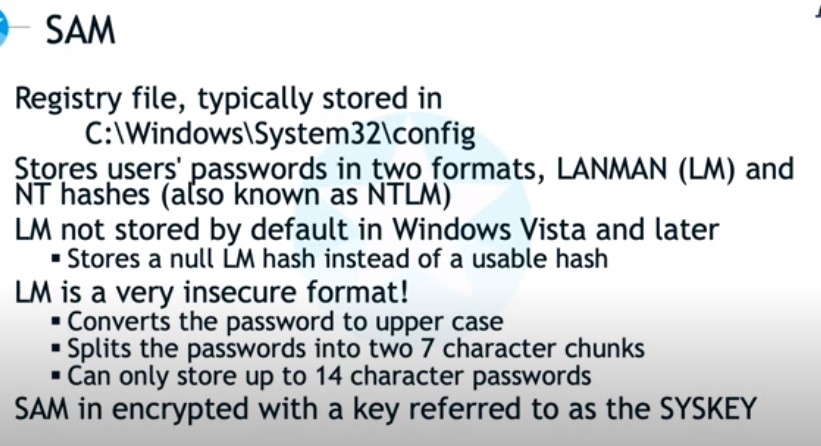 SAM
Registry file, typically stored in
C:\Windows\System32\config
Stores users' passwords in two formats, LANMAN (LM) and
NT hashes (also known as NTLM)
LM not stored by default in Windows Vista and later
▪ Stores a null LM hash instead of a usable hash
LM is a very insecure format!
▪ Converts the password to upper case
▪ Splits the passwords into two 7 character chunks
▪ Can only store up to 14 character passwords
SAM in encrypted with a key referred to as the SYSKEY